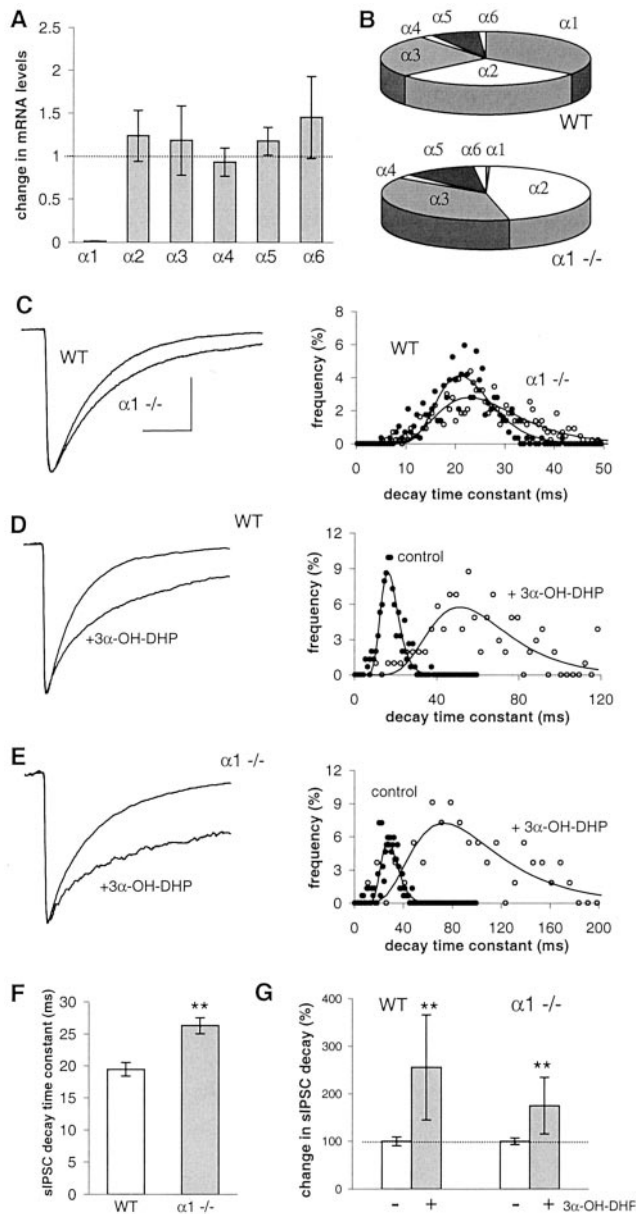 A
change in mRNA levels
2.5
2
1.5
1
0.5
0
α1 α2 α3 α4 α5 α6
B
α4 α5 α6 α1
α3 α2
WT
α4 α5 α6 α1
α3 α2
α1 -/-
C
WT
α1 -/-
frequency (%)
8
6
4
2
0
WT
α1 -/-
0 10 20 30 40 50
decay time constant (ms)
D
WT
+3α-OH-DHP
frequency (%)
12
9
6
3
0
control
+ 3α-OH-DHP
0 40 80 120
decay time constant (ms)
E
α1 -/-
+3α-OH-DHP
frequency (%)
12
9
6
3
0
control
+ 3α-OH-DHP
0 40 80 120 160 200
decay time constant (ms)
F
sIPSC decay time constant (ms)
30
25
20
15
10
5
0
**
WT α1 -/-
G
change in sIPSC decay
(%)
400
300
200
100
0
WT ** α1 -/-
**
- + - + 3α-OH-DHP